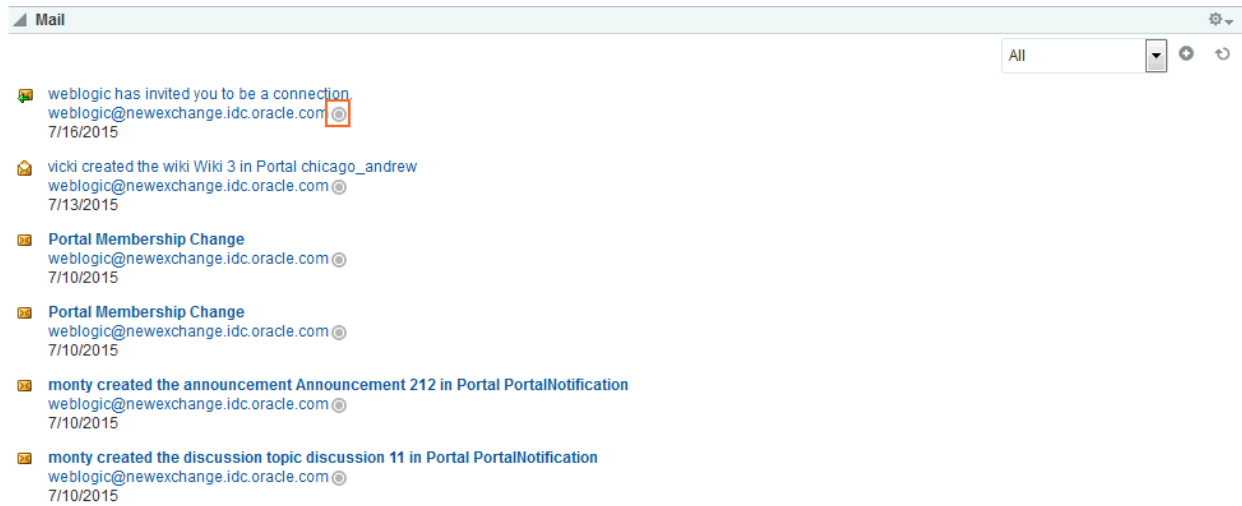 Mail
All
weblogic has invited you to be a connection.
weblogic@newexchange.idc.oracle.com
7/16/2015
vicki created the wiki Wiki 3 in Portal chicago_andrew
weblogic@newexchange.idc.oracle.com
7/13/2015
Portal Membership Change
weblogic@newexchange.idc.oracle.com
7/10/2015
Portal Membership Change
weblogic@newexchange.idc.oracle.com
7/10/2015
monty created the announcement Announcement 212 in Portal PortalNotification
weblogic@newexchange.idc.oracle.com
7/10/2015
monty created the discussion topic discussion 11 in Portal PortalNotification
weblogic@newexchange.idc.oracle.com
7/10/2015